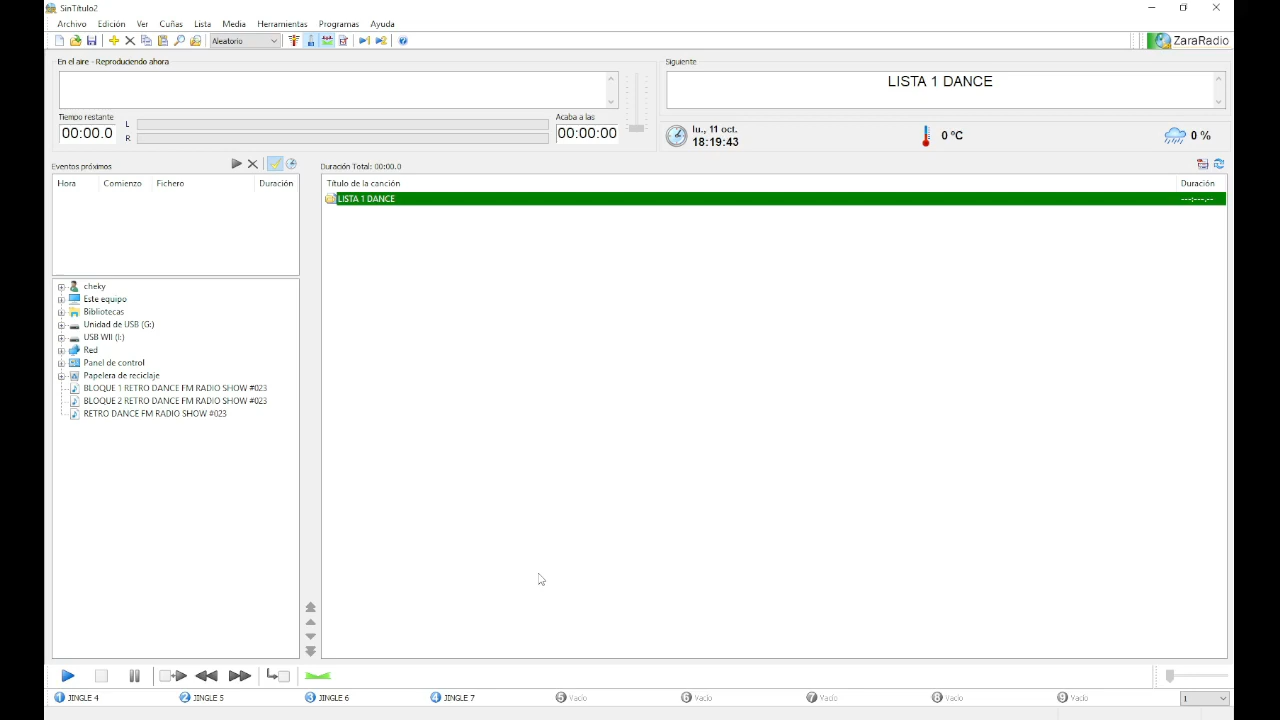 SinTítulo2
Archivo Edición Ver Cuñas Lista Media Herramientas Programas Ayuda
Aleatorio
ZaraRadio
En el aire - Reproduciendo ahora
Siguiente
LISTA 1 DANCE
Tiempo restante
Acaba a las
00:00.0
L
R
00:00:00
lu., 11 oct.
18:19:43
0 ºC
0 %
Eventos próximos
Duración Total: 00:00.0
Hora Comienzo Fichero Duración
Título de la canción Duración
LISTA 1 DANCE ---:---.--
cheky
Este equipo
Bibliotecas
Unidad de USB (G:)
USB WII (I:)
Red
Panel de control
Papelera de reciclaje
BLOQUE 1 RETRO DANCE FM RADIO SHOW #023
BLOQUE 2 RETRO DANCE FM RADIO SHOW #023
RETRO DANCE FM RADIO SHOW #023
1 JINGLE 4 2 JINGLE 5 3 JINGLE 6 4 JINGLE 7 5 Vacío 6 Vacío 7 Vacío 8 Vacío 9 Vacío 1